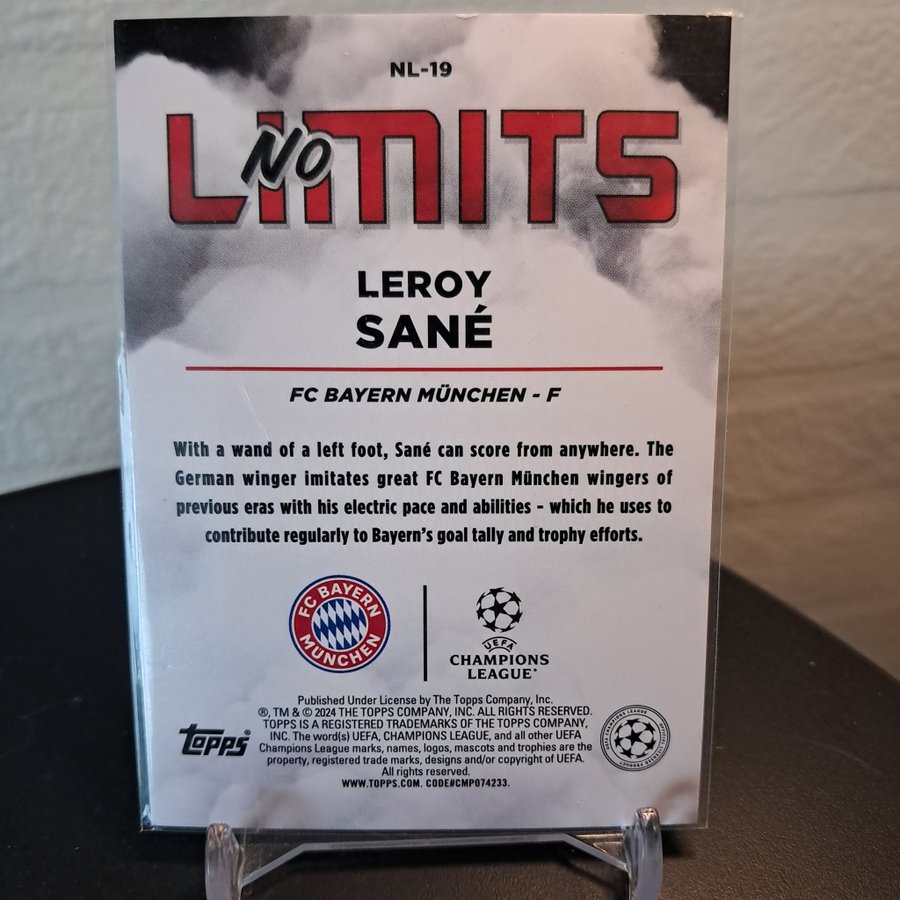 NL-19
NO LIMITS
LEROY
SANÉ
FC BAYERN MÜNCHEN - F
With a wand of a left foot, Sané can score from anywhere. The
German winger imitates great FC Bayern München wingers of
previous eras with his electric pace and abilities - which he uses to
contribute regularly to Bayern's goal tally and trophy efforts.
FC BAYERN
MÜNCHEN
UEFA
CHAMPIONS
LEAGUE
Published Under License by The Topps Company, Inc.
®, TM & © 2024 THE TOPPS COMPANY, INC. ALL RIGHTS RESERVED.
TOPPS IS A REGISTERED TRADEMARKS OF THE TOPPS COMPANY,
INC. The word(s) UEFA, CHAMPIONS LEAGUE, and all other UEFA
Champions League marks, names, logos, mascots and trophies are the
property, registered trade marks, designs and/or copyright of UEFA.
All rights reserved.
WWW.TOPPS.COM. CODE#CMP074233.
topps